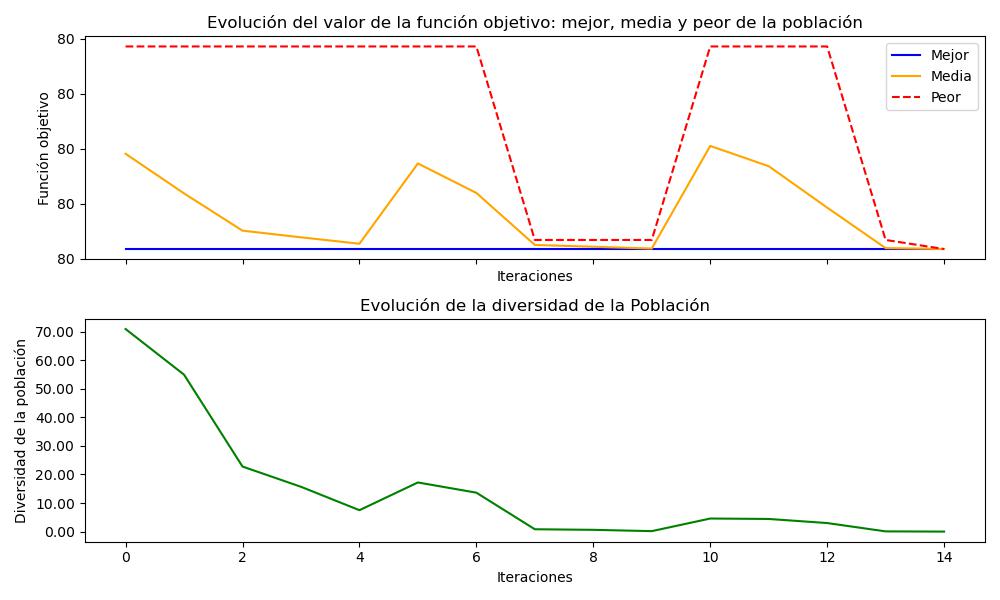 Evolución del valor de la función objetivo: mejor, media y peor de la población
80
80
80
80
80
Función objetivo
Mejor
Media
Peor
Iteraciones
Evolución de la diversidad de la Población
70.00
60.00
50.00
40.00
30.00
20.00
10.00
0.00
Diversidad de la población
0 2 4 6 8 10 12 14
Iteraciones